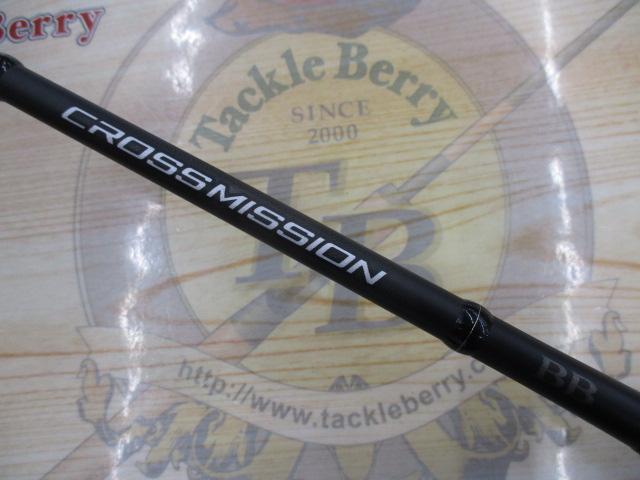 Berry
Tackle Berry
SINCE
2000
TB
CROSSMISSION
BB
http://www.tackleberry.c